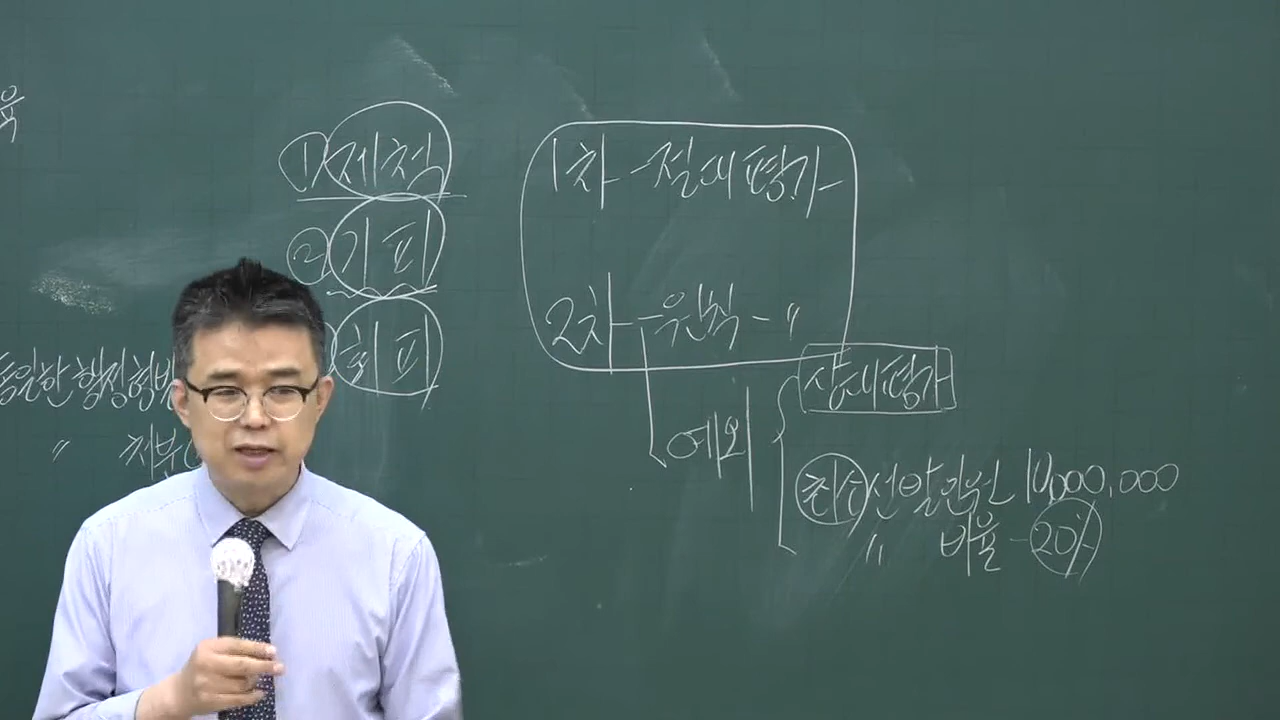 육
① 제척
② 기피
회피
동일한 행정형벌
〃 처분
1차 - 절대평가
2차 - 원칙 - 〃
예외
상대평가
최소선발인원 10,000,000
〃 비율 - 20%